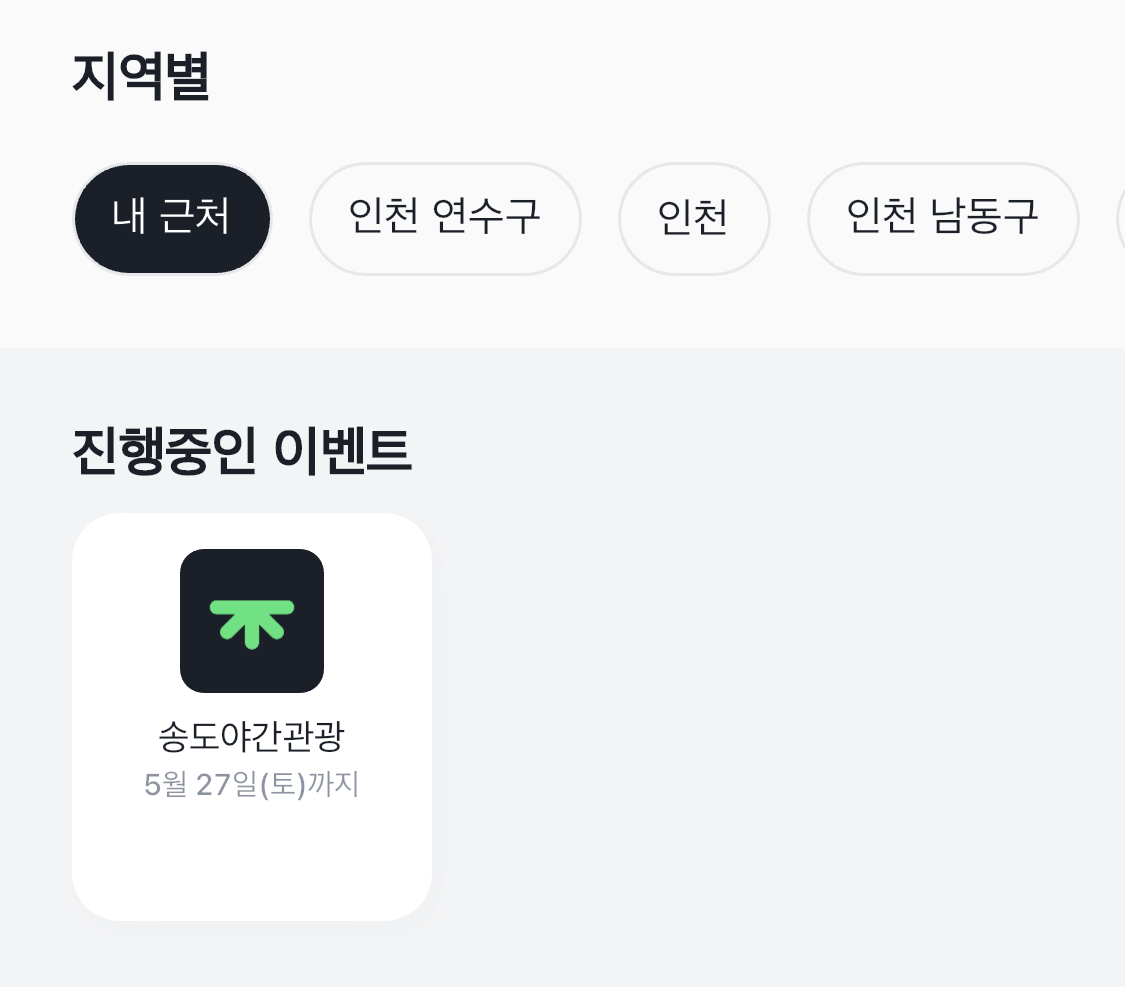 지역별
내 근처 인천 연수구 인천 인천 남동구
진행중인 이벤트
송도야간관광
5월 27일(토)까지